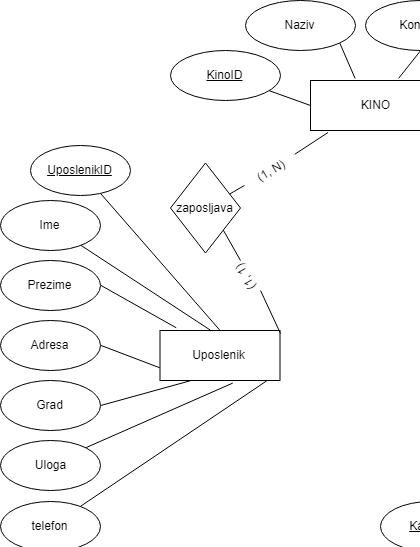 Naziv
Kon
KinoID
KINO
(1, N)
UposlenikID
zaposljava
Ime
(1, 1)
Prezime
Adresa
Uposlenik
Grad
Uloga
telefon
Ka